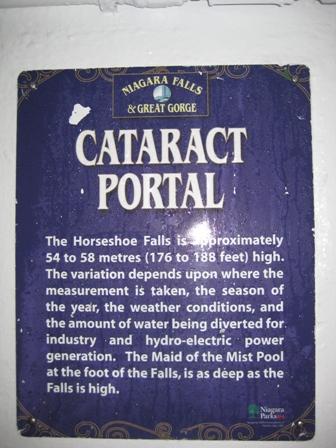 NIAGARA FALLS
& GREAT GORGE
CATARACT
PORTAL
The Horseshoe Falls is approximately
54 to 58 metres (176 to 188 feet) high.
The variation depends upon where the
measurement is taken, the season of
the year, the weather conditions, and
the amount of water being diverted for
industry and hydro-electric power
generation. The Maid of the Mist Pool
at the foot of the Falls, is as deep as the
Falls is high.
Niagara
Parks